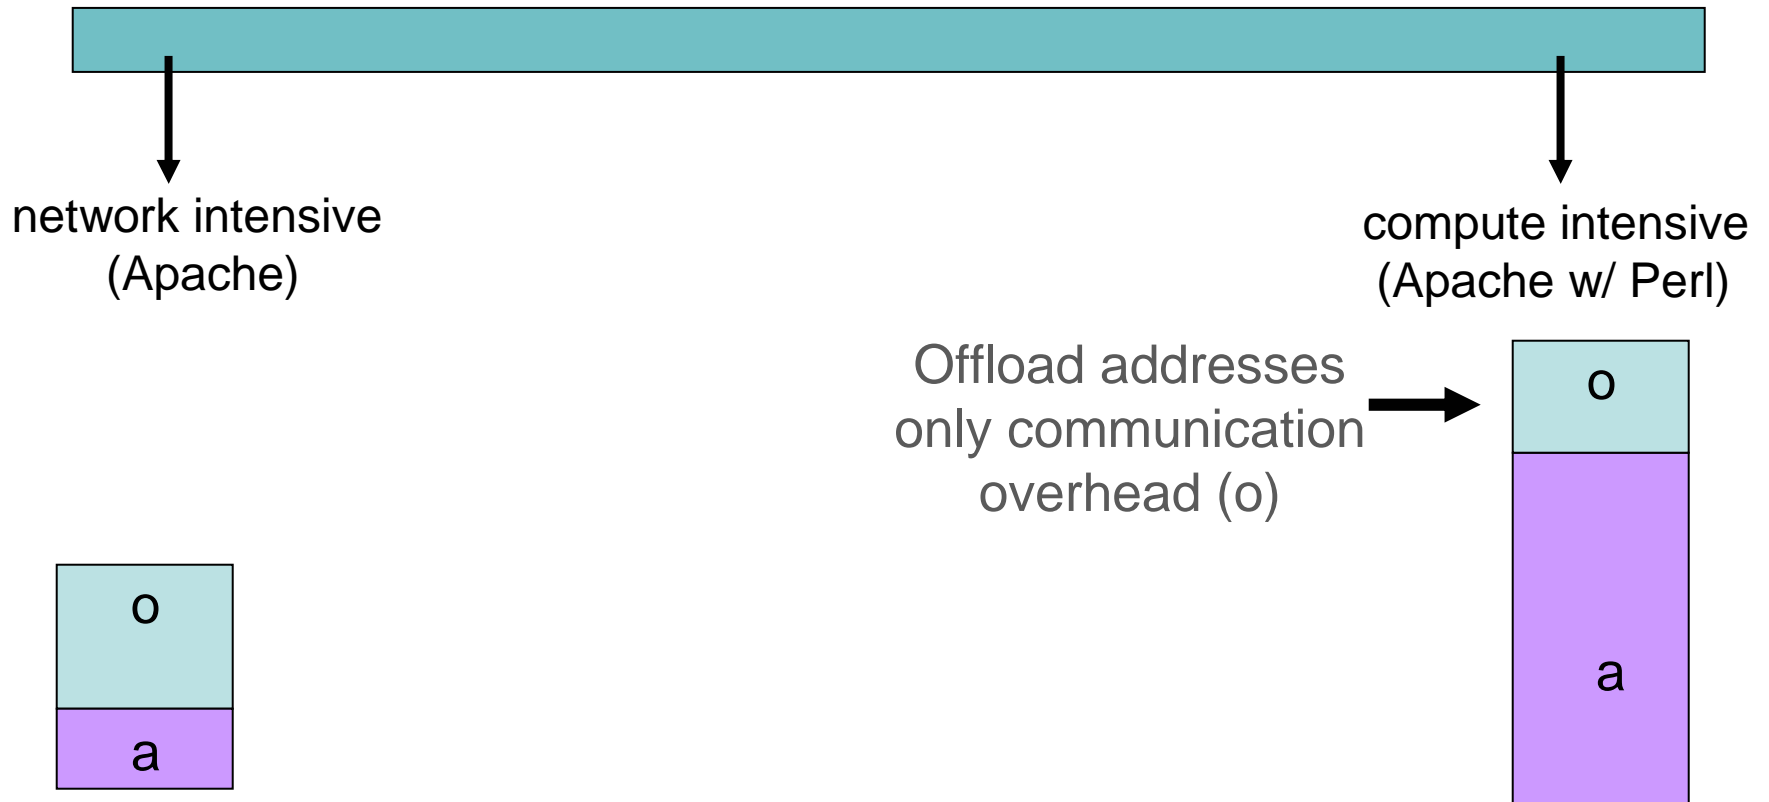 network intensive
(Apache)
compute intensive
(Apache w/ Perl)
Offload addresses
only communication
overhead (o)
o
a
o
a